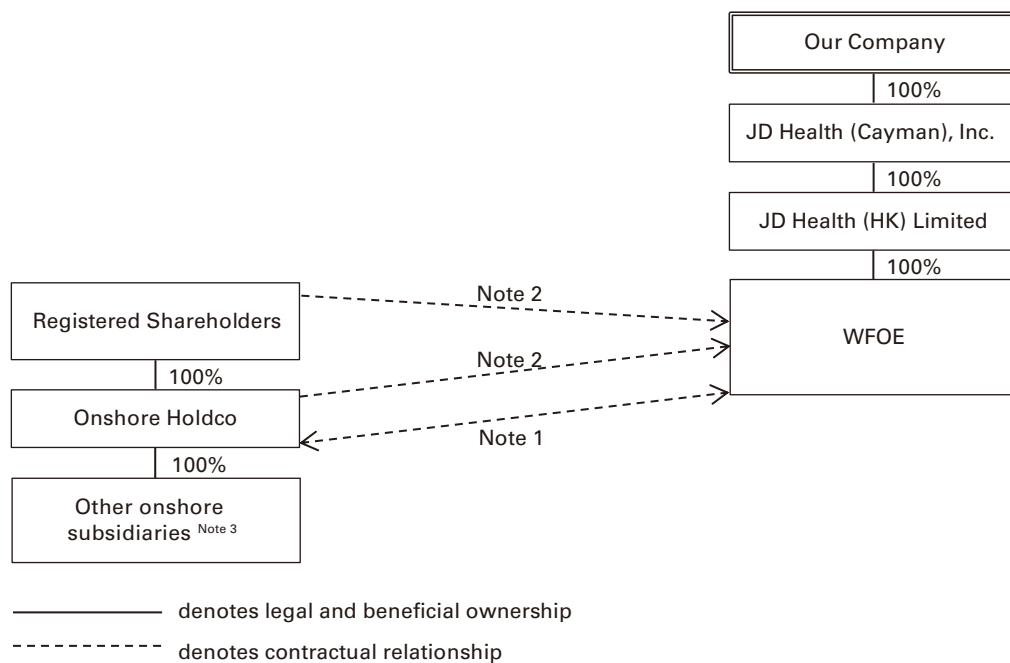 Our Company
100%
JD Health (Cayman), Inc.
100%
JD Health (HK) Limited
100%
WFOE
Registered Shareholders
100%
Onshore Holdco
100%
Other onshore
subsidiaries Note 3
Note 2
Note 2
Note 1
denotes legal and beneficial ownership
denotes contractual relationship